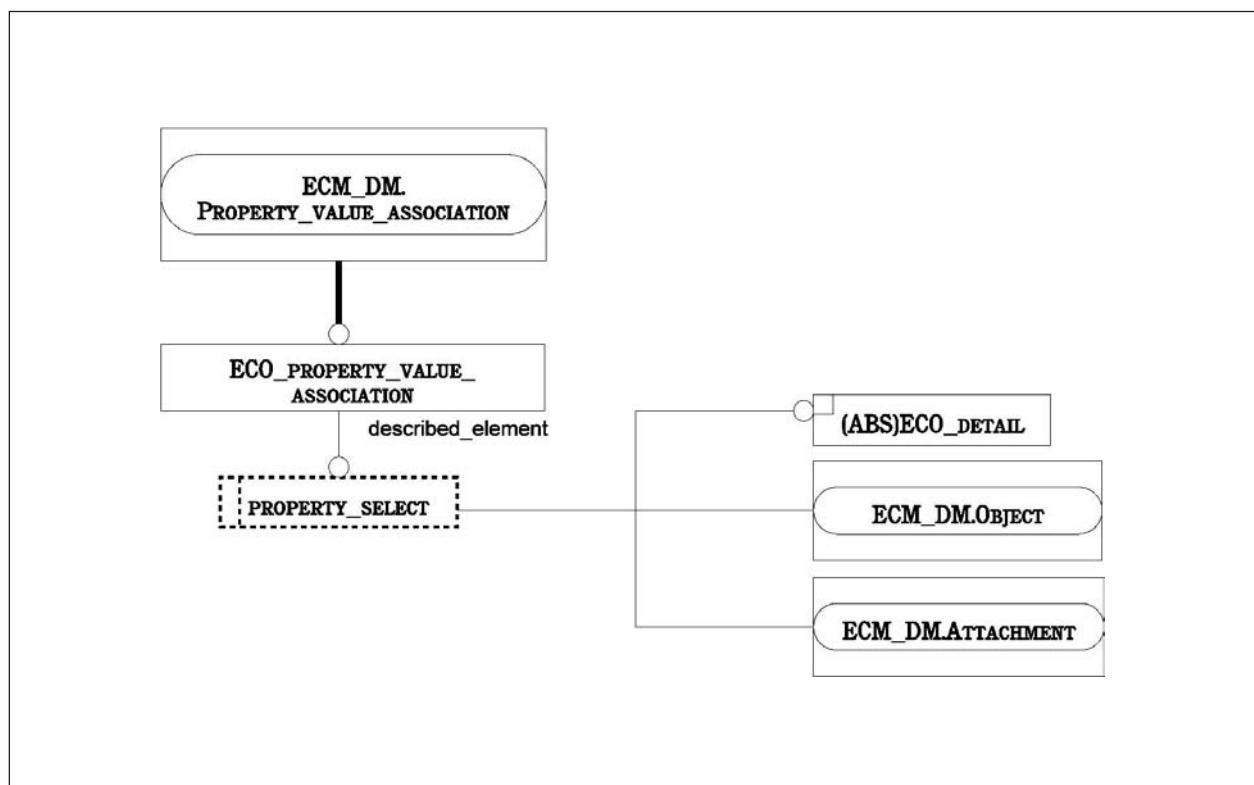 ECM_DM.
PROPERTY_VALUE_ASSOCIATION
ECO_PROPERTY_VALUE_
ASSOCIATION
described_element
PROPERTY_SELECT
(ABS)ECO_DETAIL
ECM_DM.OBJECT
ECM_DM.ATTACHMENT